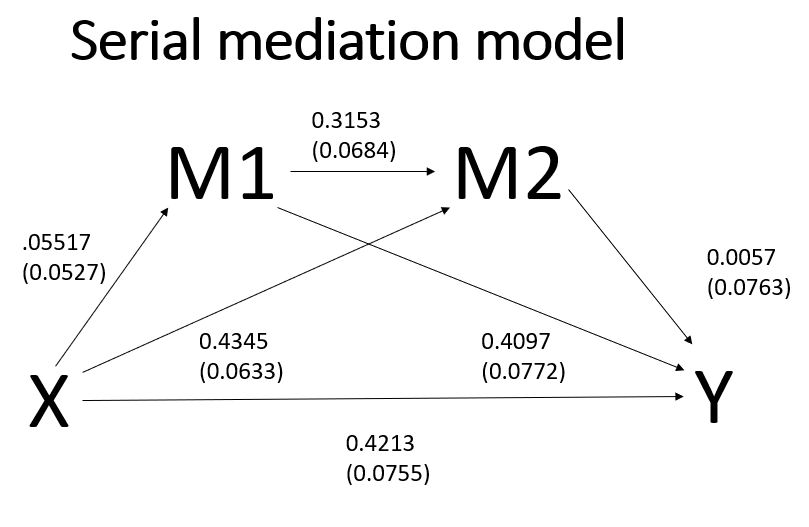 Serial mediation model
0.3153
(0.0684)
M1
M2
.05517
(0.0527)
0.0057
(0.0763)
0.4345
(0.0633)
0.4097
(0.0772)
X
Y
0.4213
(0.0755)